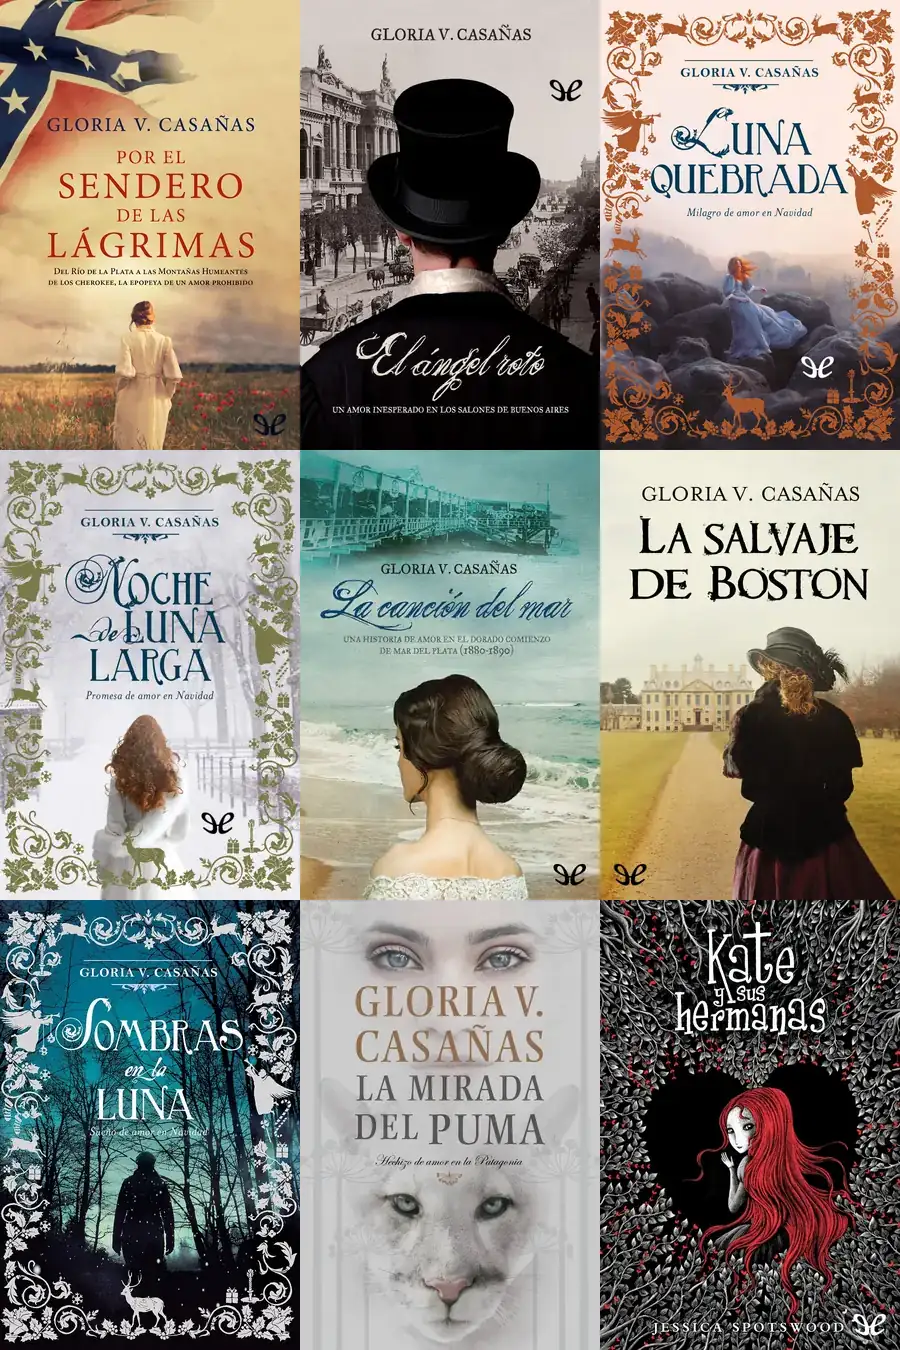 GLORIA V. CASAÑAS
POR EL
SENDERO
DE LAS
LÁGRIMAS
DEL RÍO DE LA PLATA A LAS MONTAÑAS HUMEANTES
DE LOS CHEROKEE, LA EPOPEYA DE UN AMOR PROHIBIDO
GLORIA V. CASAÑAS
El ángel roto
UN AMOR INESPERADO EN LOS SALONES DE BUENOS AIRES
GLORIA V. CASAÑAS
LUNA
QUEBRADA
Milagro de amor en Navidad
GLORIA V. CASAÑAS
NOCHE
de LUNA
LARGA
Promesa de amor en Navidad
GLORIA V. CASAÑAS
La canción del mar
UNA HISTORIA DE AMOR EN EL DORADO COMIENZO
DE MAR DEL PLATA (1880-1890)
GLORIA V. CASAÑAS
LA SALVAJE
DE BOSTON
GLORIA V. CASAÑAS
SOMBRAS
en la
LUNA
Sueño de amor en Navidad
GLORIA V.
CASAÑAS
LA MIRADA
DEL PUMA
Hechizo de amor en la Patagonia
Kate
y sus
hermanas
JESSICA SPOTSWOOD